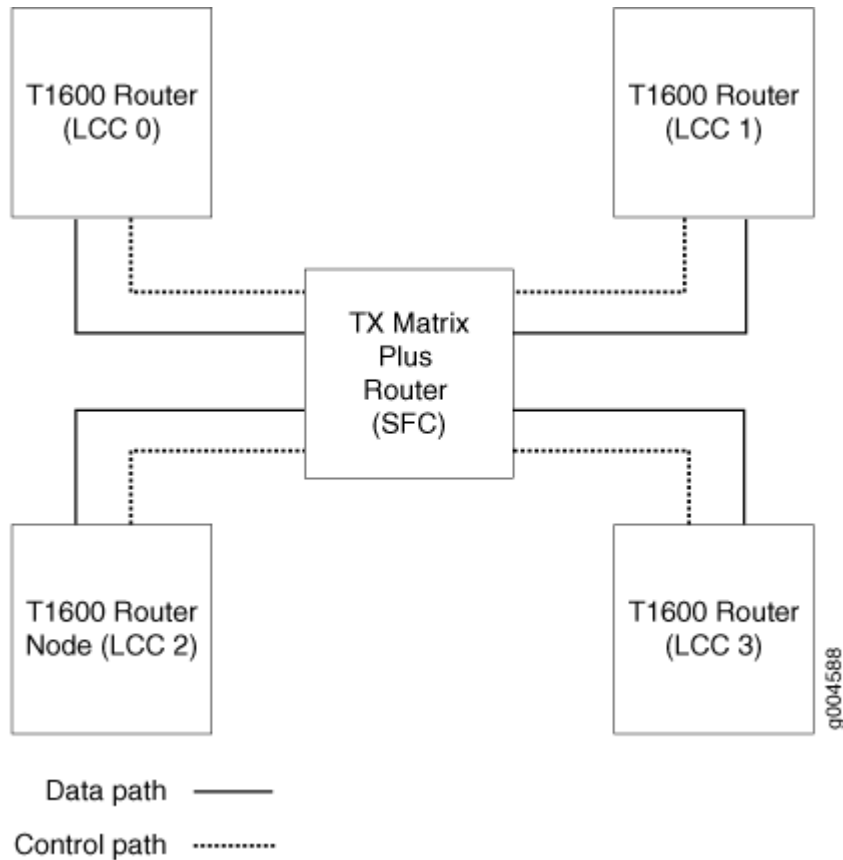 T1600 Router
(LCC 0)
T1600 Router
(LCC 1)
TX Matrix
Plus
Router
(SFC)
T1600 Router
Node (LCC 2)
T1600 Router
(LCC 3)
g004588
Data path
Control path